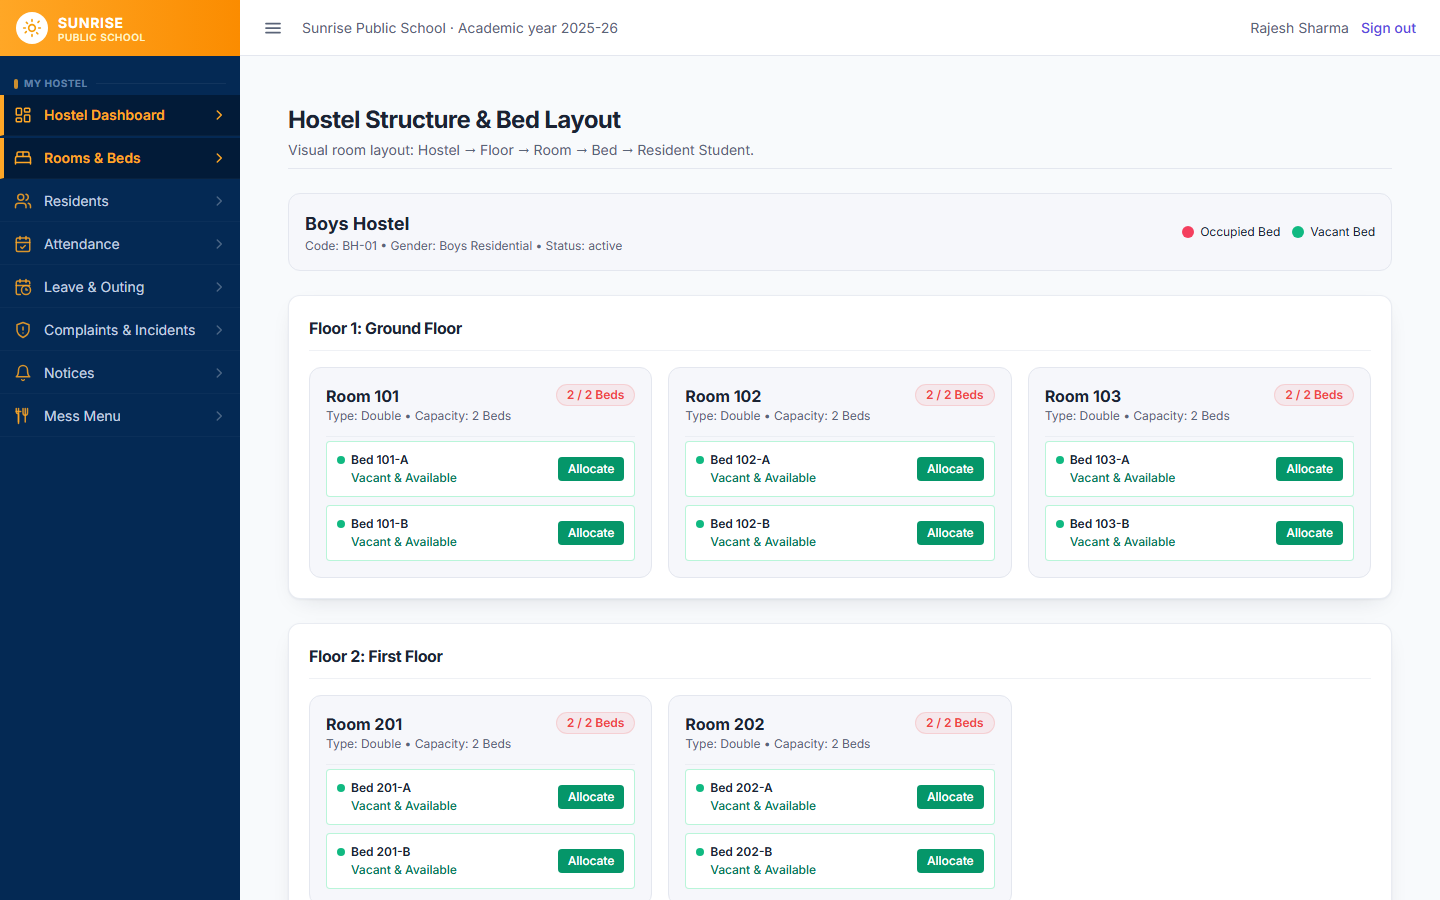 SUNRISE
PUBLIC SCHOOL
Sunrise Public School · Academic year 2025-26
Rajesh Sharma
Sign out
MY HOSTEL
Hostel Dashboard
Rooms & Beds
Residents
Attendance
Leave & Outing
Complaints & Incidents
Notices
Mess Menu
Hostel Structure & Bed Layout
Visual room layout: Hostel → Floor → Room → Bed → Resident Student.
Boys Hostel
Code: BH-01 • Gender: Boys Residential • Status: active
Occupied Bed
Vacant Bed
Floor 1: Ground Floor
Room 101
2 / 2 Beds
Type: Double • Capacity: 2 Beds
Bed 101-A
Vacant & Available
Allocate
Bed 101-B
Vacant & Available
Allocate
Room 102
2 / 2 Beds
Type: Double • Capacity: 2 Beds
Bed 102-A
Vacant & Available
Allocate
Bed 102-B
Vacant & Available
Allocate
Room 103
2 / 2 Beds
Type: Double • Capacity: 2 Beds
Bed 103-A
Vacant & Available
Allocate
Bed 103-B
Vacant & Available
Allocate
Floor 2: First Floor
Room 201
2 / 2 Beds
Type: Double • Capacity: 2 Beds
Bed 201-A
Vacant & Available
Allocate
Bed 201-B
Vacant & Available
Allocate
Room 202
2 / 2 Beds
Type: Double • Capacity: 2 Beds
Bed 202-A
Vacant & Available
Allocate
Bed 202-B
Vacant & Available
Allocate